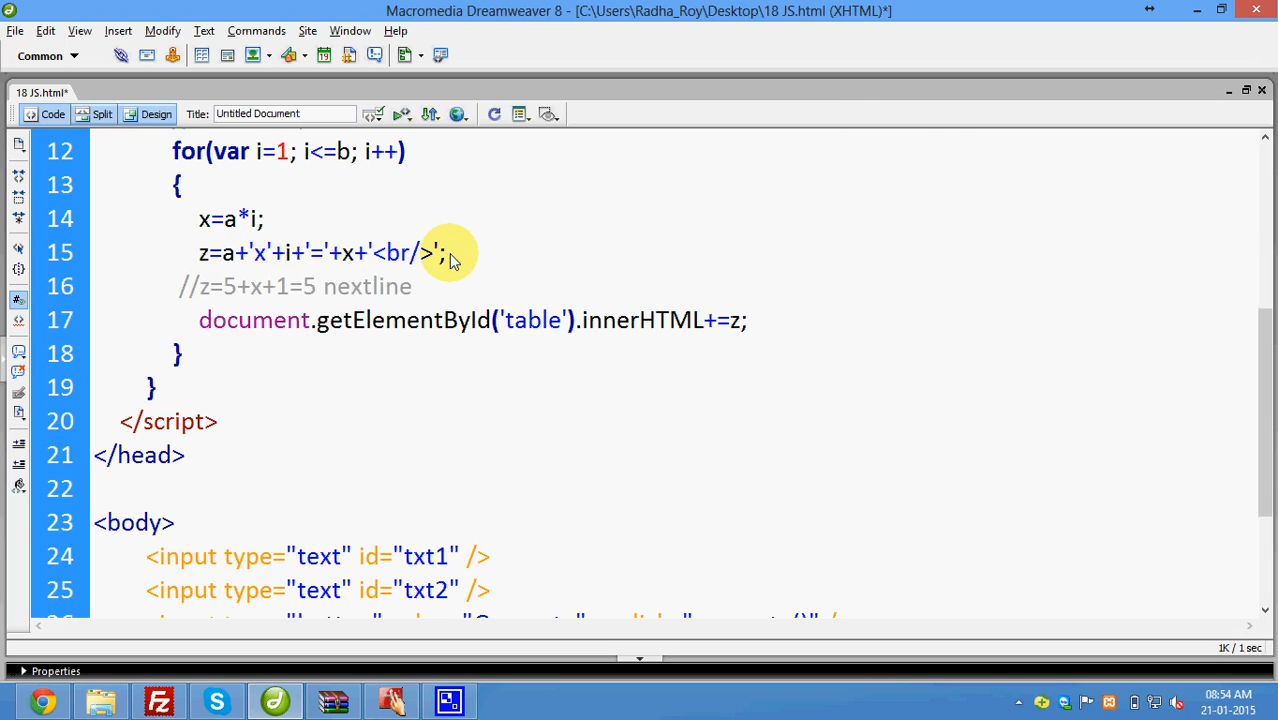 Macromedia Dreamweaver 8 - [C:\Users\Radha_Roy\Desktop\18 JS.html (XHTML)*]
File Edit View Insert Modify Text Commands Site Window Help
Common
18 JS.html*
Code Split Design Title: Untitled Document
12 for(var i=1; i<=b; i++)
13 {
14 x=a*i;
15 z=a+'x'+i+'='+x+'<br/>';
16 //z=5+x+1=5 nextline
17 document.getElementById('table').innerHTML+=z;
18 }
19 }
20 </script>
21 </head>
22
23 <body>
24 <input type="text" id="txt1" />
25 <input type="text" id="txt2" />
1K / 1 sec
Properties
08:54 AM
21-01-2015